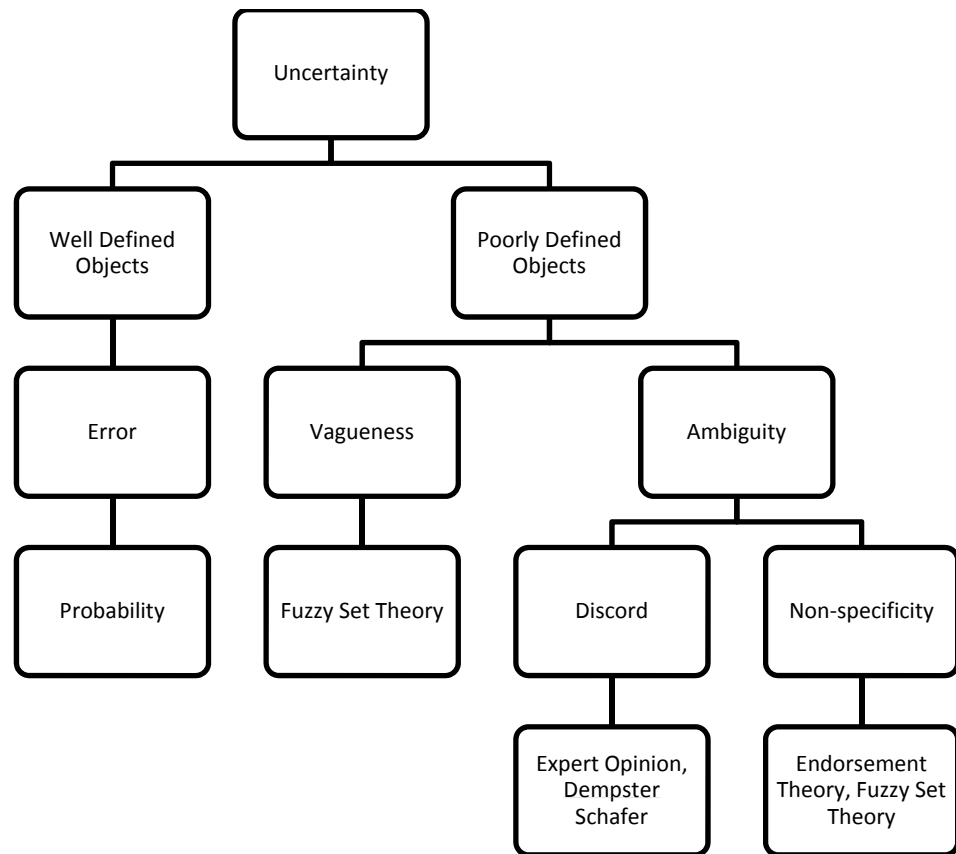 Uncertainty
Well Defined
Objects
Poorly Defined
Objects
Error
Vagueness
Ambiguity
Probability
Fuzzy Set Theory
Discord
Non-specificity
Expert Opinion,
Dempster
Schafer
Endorsement
Theory, Fuzzy Set
Theory